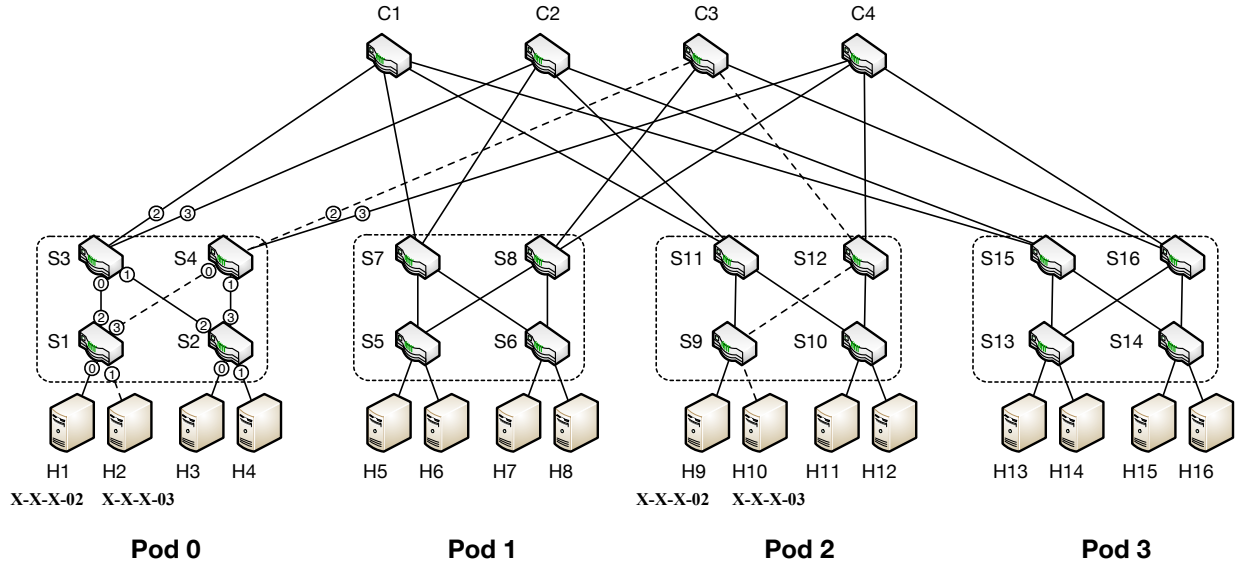 C1 C2 C3 C4
2 3 2 3
S3 S4 S7 S8 S11 S12 S15 S16
1 0
0 1
2 3 2 3
S1 S2 S5 S6 S9 S10 S13 S14
0 1 0 1
H1 H2 H3 H4 H5 H6 H7 H8 H9 H10 H11 H12 H13 H14 H15 H16
X-X-X-02 X-X-X-03 X-X-X-02 X-X-X-03
Pod 0 Pod 1 Pod 2 Pod 3